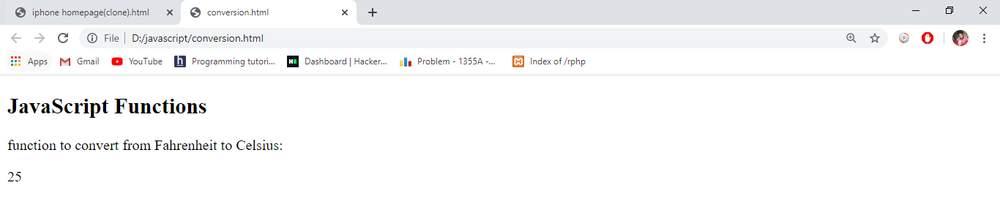 iphone homepage(clone).html conversion.html
File D:/javascript/conversion.html
Apps Gmail YouTube Programming tutori... Dashboard | Hacker... Problem - 1355A -... Index of /rphp
JavaScript Functions
function to convert from Fahrenheit to Celsius:
25